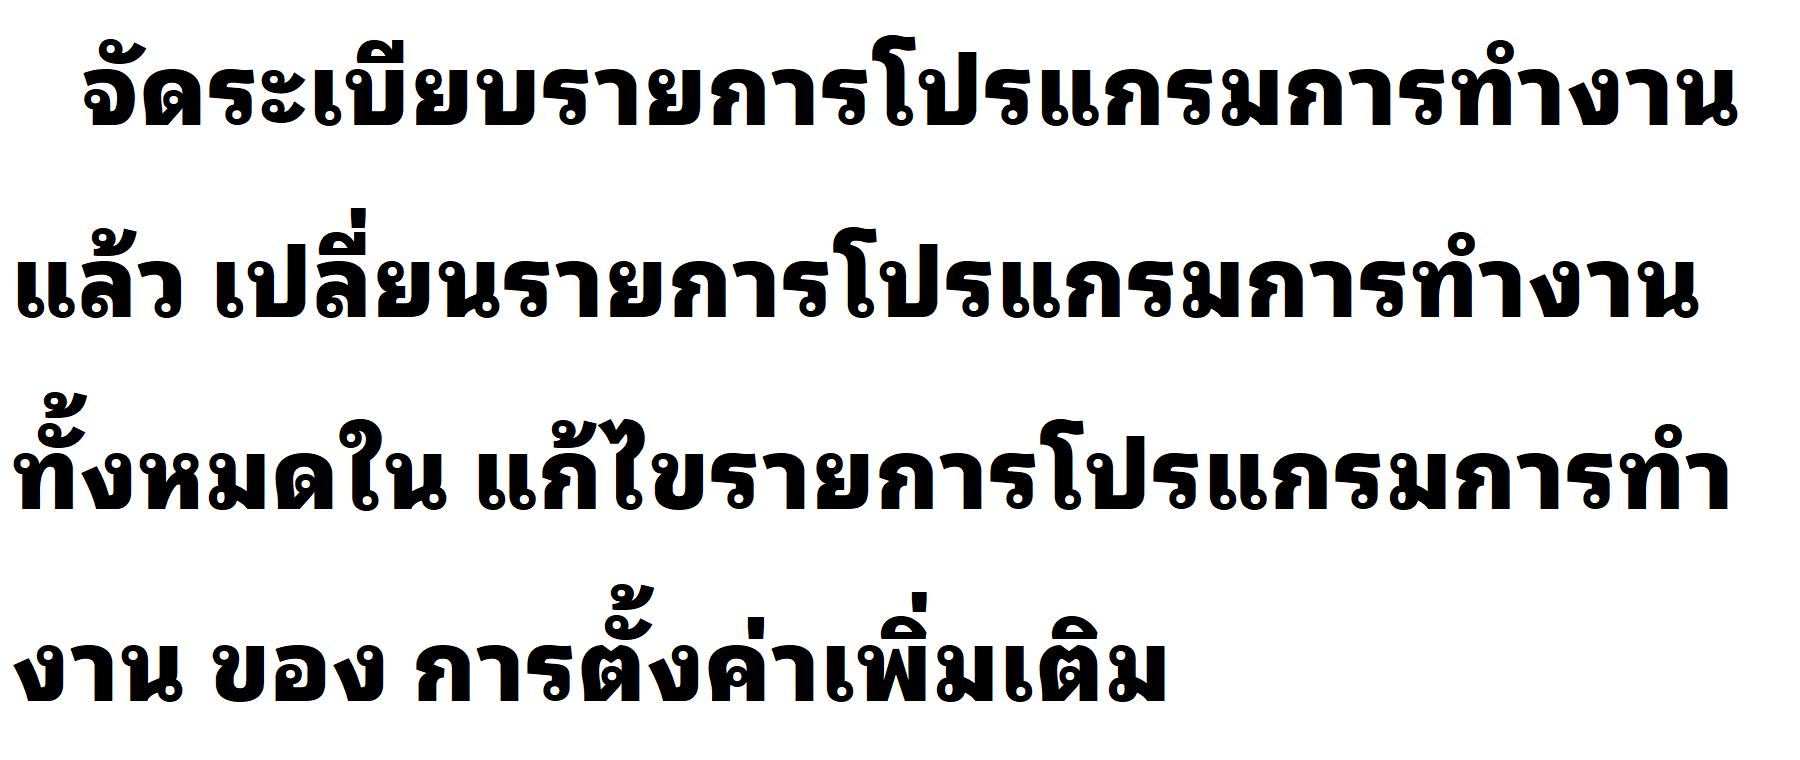 จัดระเบียบรายการโปรแกรมการทำงาน
แล้ว เปลี่ยนรายการโปรแกรมการทำงาน
ทั้งหมดใน แก้ไขรายการโปรแกรมการทำ
งาน ของ การตั้งค่าเพิ่มเติม